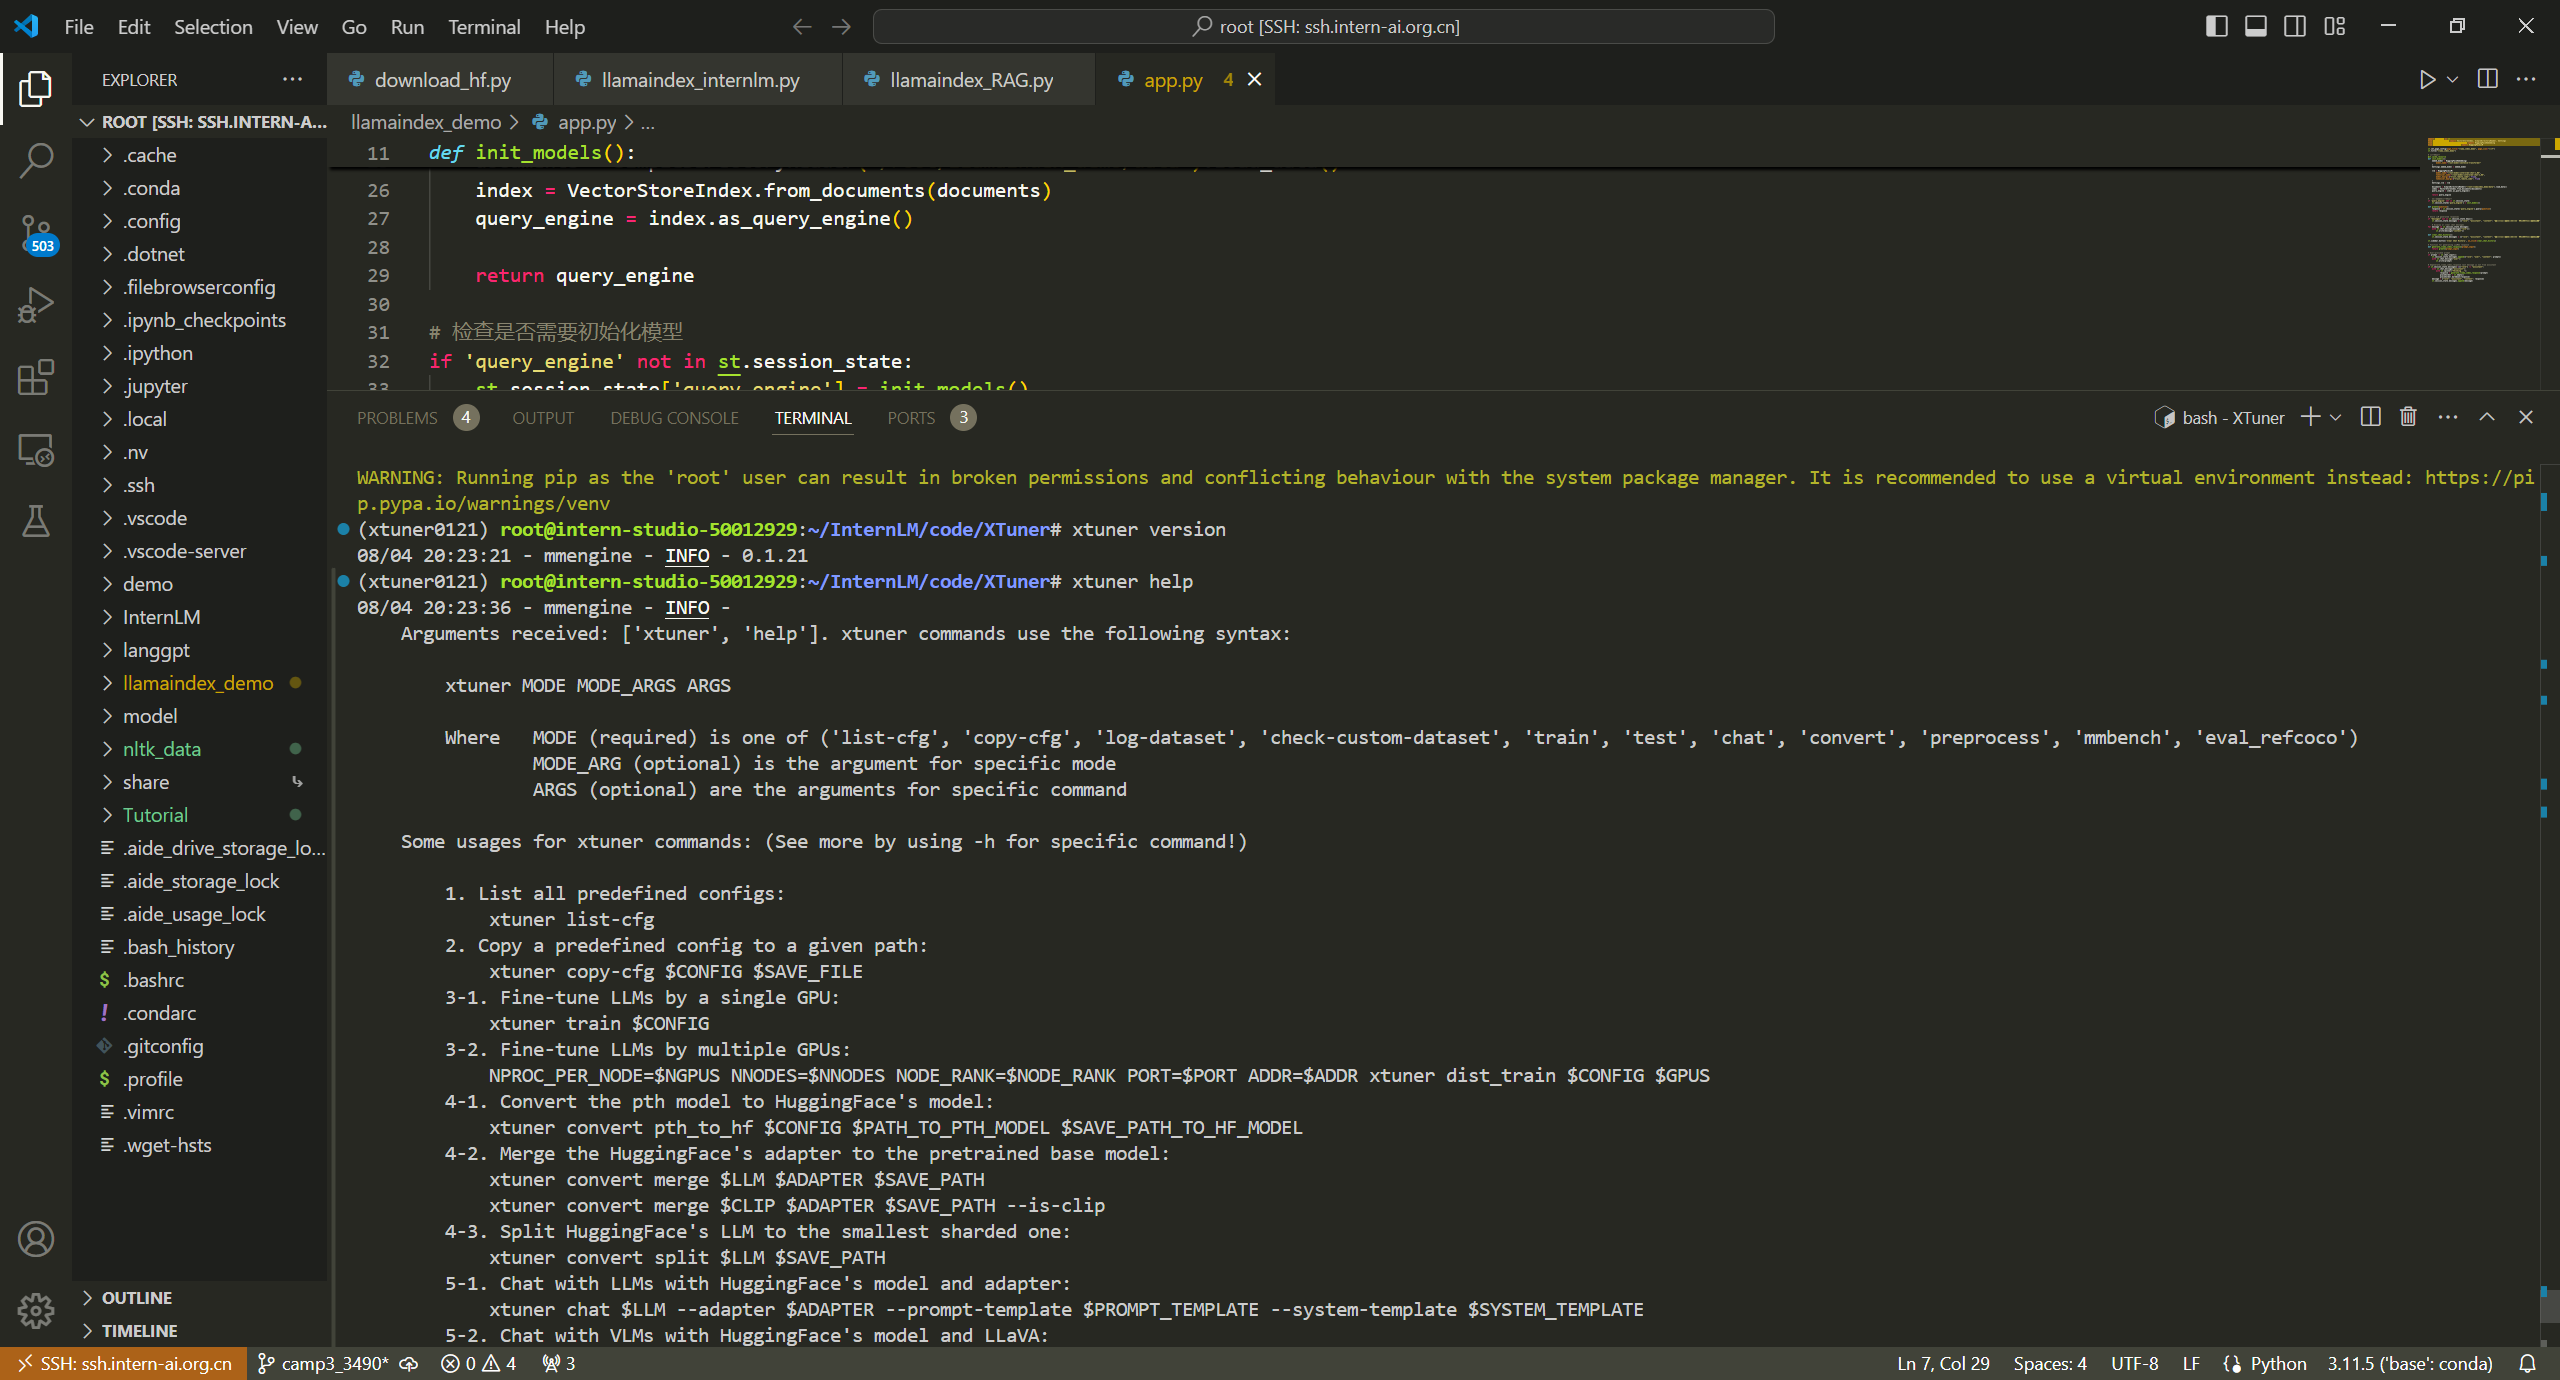 File Edit Selection View Go Run Terminal Help
root [SSH: ssh.intern-ai.org.cn]
EXPLORER
download_hf.py
llamaindex_internlm.py
llamaindex_RAG.py
app.py 4
ROOT [SSH: SSH.INTERN-A...
.cache
.conda
.config
503
.dotnet
.filebrowserconfig
.ipynb_checkpoints
.ipython
.jupyter
.local
.nv
.ssh
.vscode
.vscode-server
demo
InternLM
langgpt
llamaindex_demo
model
nltk_data
share
Tutorial
.aide_drive_storage_lo...
.aide_storage_lock
.aide_usage_lock
.bash_history
.bashrc
.condarc
.gitconfig
.profile
.vimrc
.wget-hsts
OUTLINE
TIMELINE
llamaindex_demo > app.py > ...
11 def init_models():
26 index = VectorStoreIndex.from_documents(documents)
27 query_engine = index.as_query_engine()
28
29 return query_engine
30
31 # 检查是否需要初始化模型
32 if 'query_engine' not in st.session_state:
33 st.session_state['query_engine'] = init_models()
PROBLEMS 4 OUTPUT DEBUG CONSOLE TERMINAL PORTS 3
bash - XTuner
WARNING: Running pip as the 'root' user can result in broken permissions and conflicting behaviour with the system package manager. It is recommended to use a virtual environment instead: https://pi
p.pypa.io/warnings/venv
(xtuner0121) root@intern-studio-50012929:~/InternLM/code/XTuner# xtuner version
08/04 20:23:21 - mmengine - INFO - 0.1.21
(xtuner0121) root@intern-studio-50012929:~/InternLM/code/XTuner# xtuner help
08/04 20:23:36 - mmengine - INFO -
Arguments received: ['xtuner', 'help']. xtuner commands use the following syntax:
xtuner MODE MODE_ARGS ARGS
Where MODE (required) is one of ('list-cfg', 'copy-cfg', 'log-dataset', 'check-custom-dataset', 'train', 'test', 'chat', 'convert', 'preprocess', 'mmbench', 'eval_refcoco')
MODE_ARG (optional) is the argument for specific mode
ARGS (optional) are the arguments for specific command
Some usages for xtuner commands: (See more by using -h for specific command!)
1. List all predefined configs:
xtuner list-cfg
2. Copy a predefined config to a given path:
xtuner copy-cfg $CONFIG $SAVE_FILE
3-1. Fine-tune LLMs by a single GPU:
xtuner train $CONFIG
3-2. Fine-tune LLMs by multiple GPUs:
NPROC_PER_NODE=$NGPUS NNODES=$NNODES NODE_RANK=$NODE_RANK PORT=$PORT ADDR=$ADDR xtuner dist_train $CONFIG $GPUS
4-1. Convert the pth model to HuggingFace's model:
xtuner convert pth_to_hf $CONFIG $PATH_TO_PTH_MODEL $SAVE_PATH_TO_HF_MODEL
4-2. Merge the HuggingFace's adapter to the pretrained base model:
xtuner convert merge $LLM $ADAPTER $SAVE_PATH
xtuner convert merge $CLIP $ADAPTER $SAVE_PATH --is-clip
4-3. Split HuggingFace's LLM to the smallest sharded one:
xtuner convert split $LLM $SAVE_PATH
5-1. Chat with LLMs with HuggingFace's model and adapter:
xtuner chat $LLM --adapter $ADAPTER --prompt-template $PROMPT_TEMPLATE --system-template $SYSTEM_TEMPLATE
5-2. Chat with VLMs with HuggingFace's model and LLaVA:
SSH: ssh.intern-ai.org.cn camp3_3490* 0 4 3
Ln 7, Col 29 Spaces: 4 UTF-8 LF Python 3.11.5 ('base': conda)